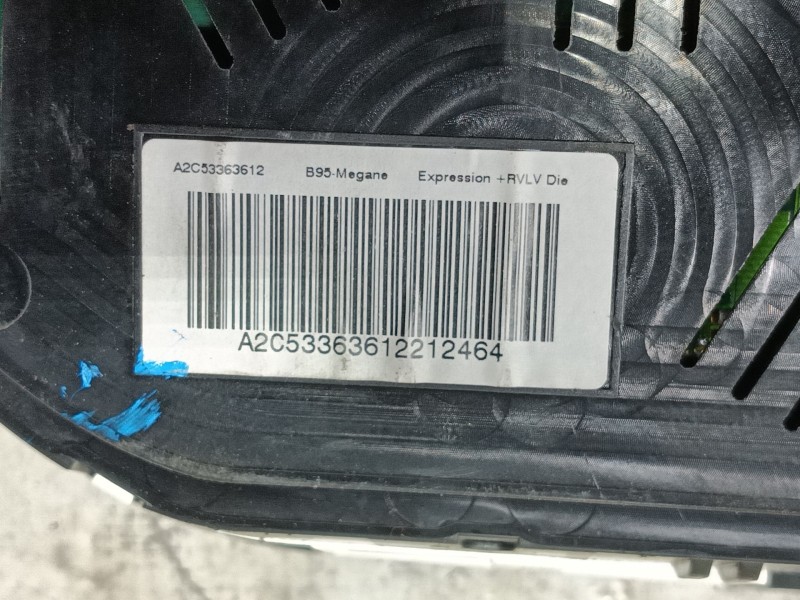 A2C53363612 B95-Megane Expression +RVLV Die
A2C53363612212464